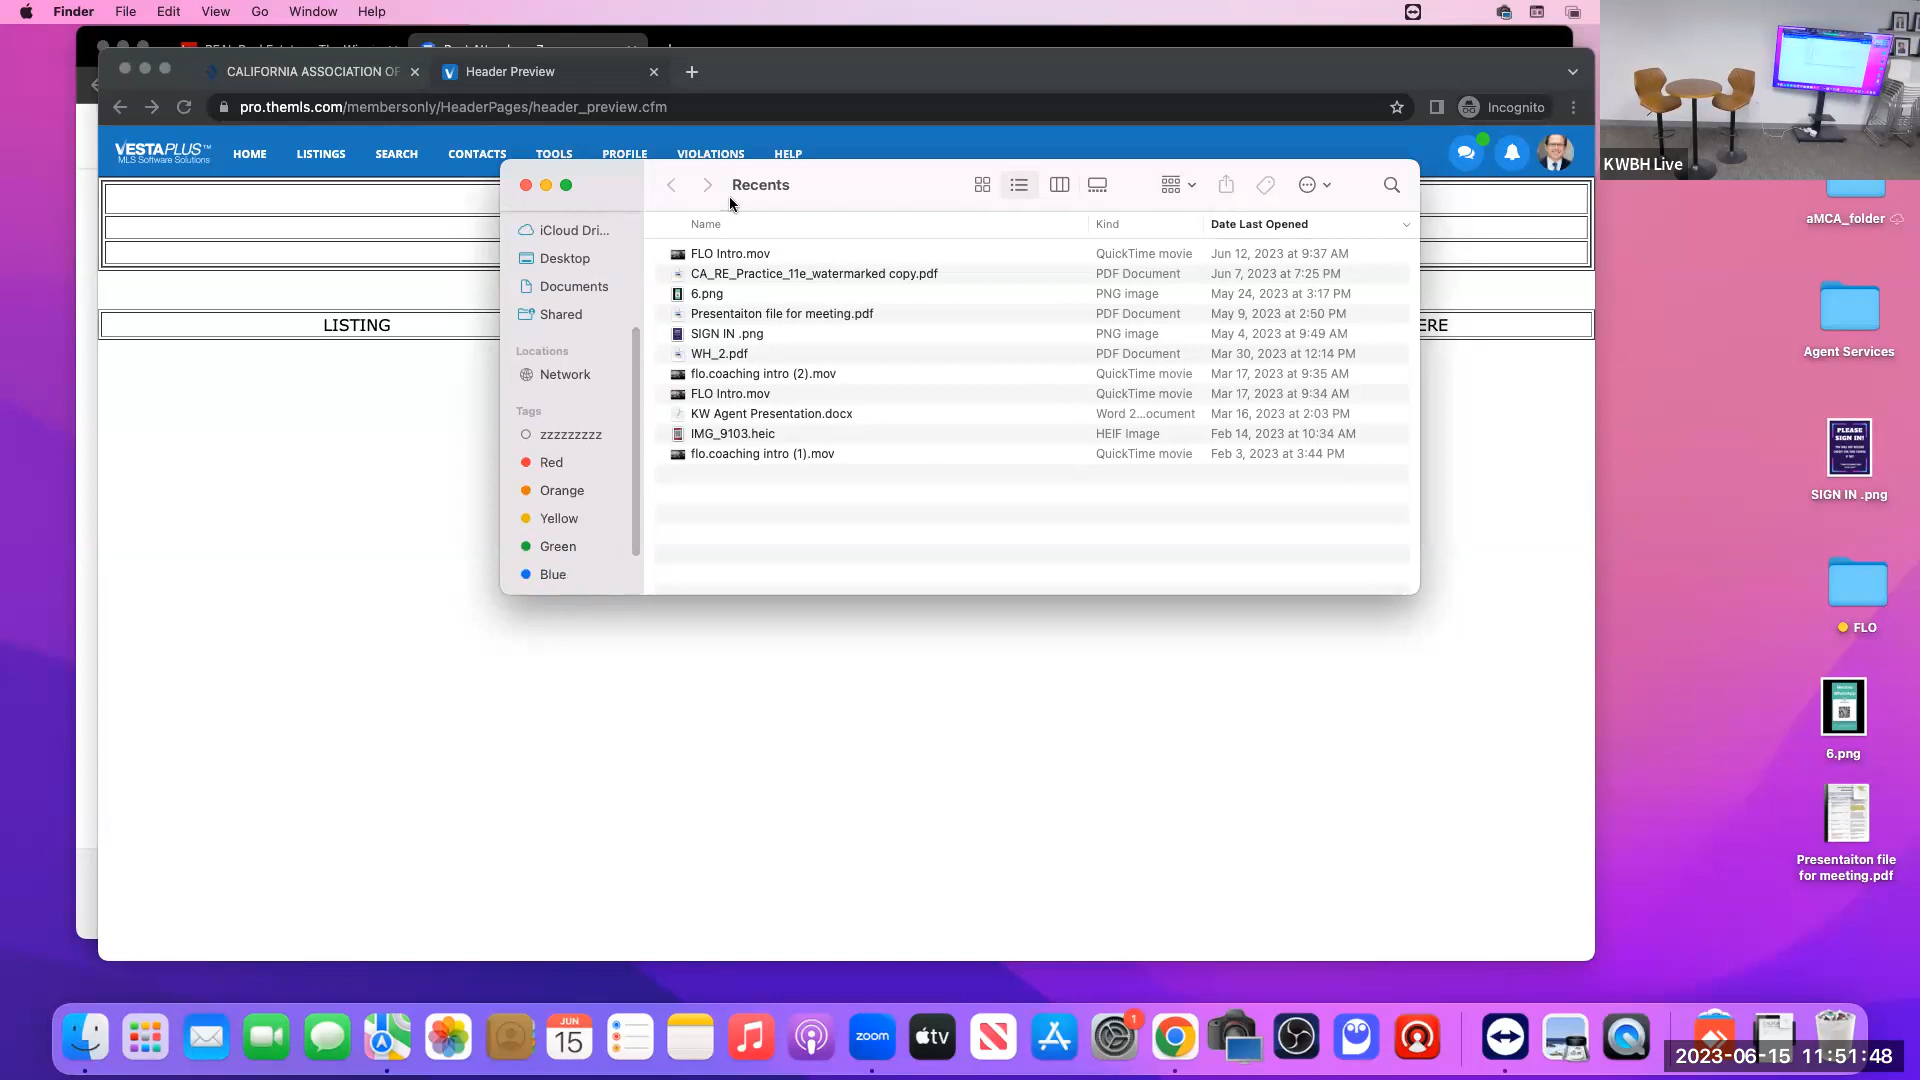 Finder File Edit View Go Window Help
CALIFORNIA ASSOCIATION OF
Header Preview
pro.themls.com/membersonly/HeaderPages/header_preview.cfm
Incognito
VESTAPLUS™
MLS Software Solutions
HOME LISTINGS SEARCH CONTACTS TOOLS PROFILE VIOLATIONS HELP
LISTING
ERE
Recents
iCloud Dri...
Desktop
Documents
Shared
Locations
Network
Tags
zzzzzzzzz
Red
Orange
Yellow
Green
Blue
Name Kind Date Last Opened
FLO Intro.mov QuickTime movie Jun 12, 2023 at 9:37 AM
CA_RE_Practice_11e_watermarked copy.pdf PDF Document Jun 7, 2023 at 7:25 PM
6.png PNG image May 24, 2023 at 3:17 PM
Presentaiton file for meeting.pdf PDF Document May 9, 2023 at 2:50 PM
SIGN IN .png PNG image May 4, 2023 at 9:49 AM
WH_2.pdf PDF Document Mar 30, 2023 at 12:14 PM
flo.coaching intro (2).mov QuickTime movie Mar 17, 2023 at 9:35 AM
FLO Intro.mov QuickTime movie Mar 17, 2023 at 9:34 AM
KW Agent Presentation.docx Word 2...ocument Mar 16, 2023 at 2:03 PM
IMG_9103.heic HEIF Image Feb 14, 2023 at 10:34 AM
flo.coaching intro (1).mov QuickTime movie Feb 3, 2023 at 3:44 PM
KWBH Live
aMCA_folder
Agent Services
PLEASE
SIGN IN!
SIGN IN .png
FLO
6.png
Presentaiton file
for meeting.pdf
JUN
15
zoom
tv
1
2023-06-15 11:51:48